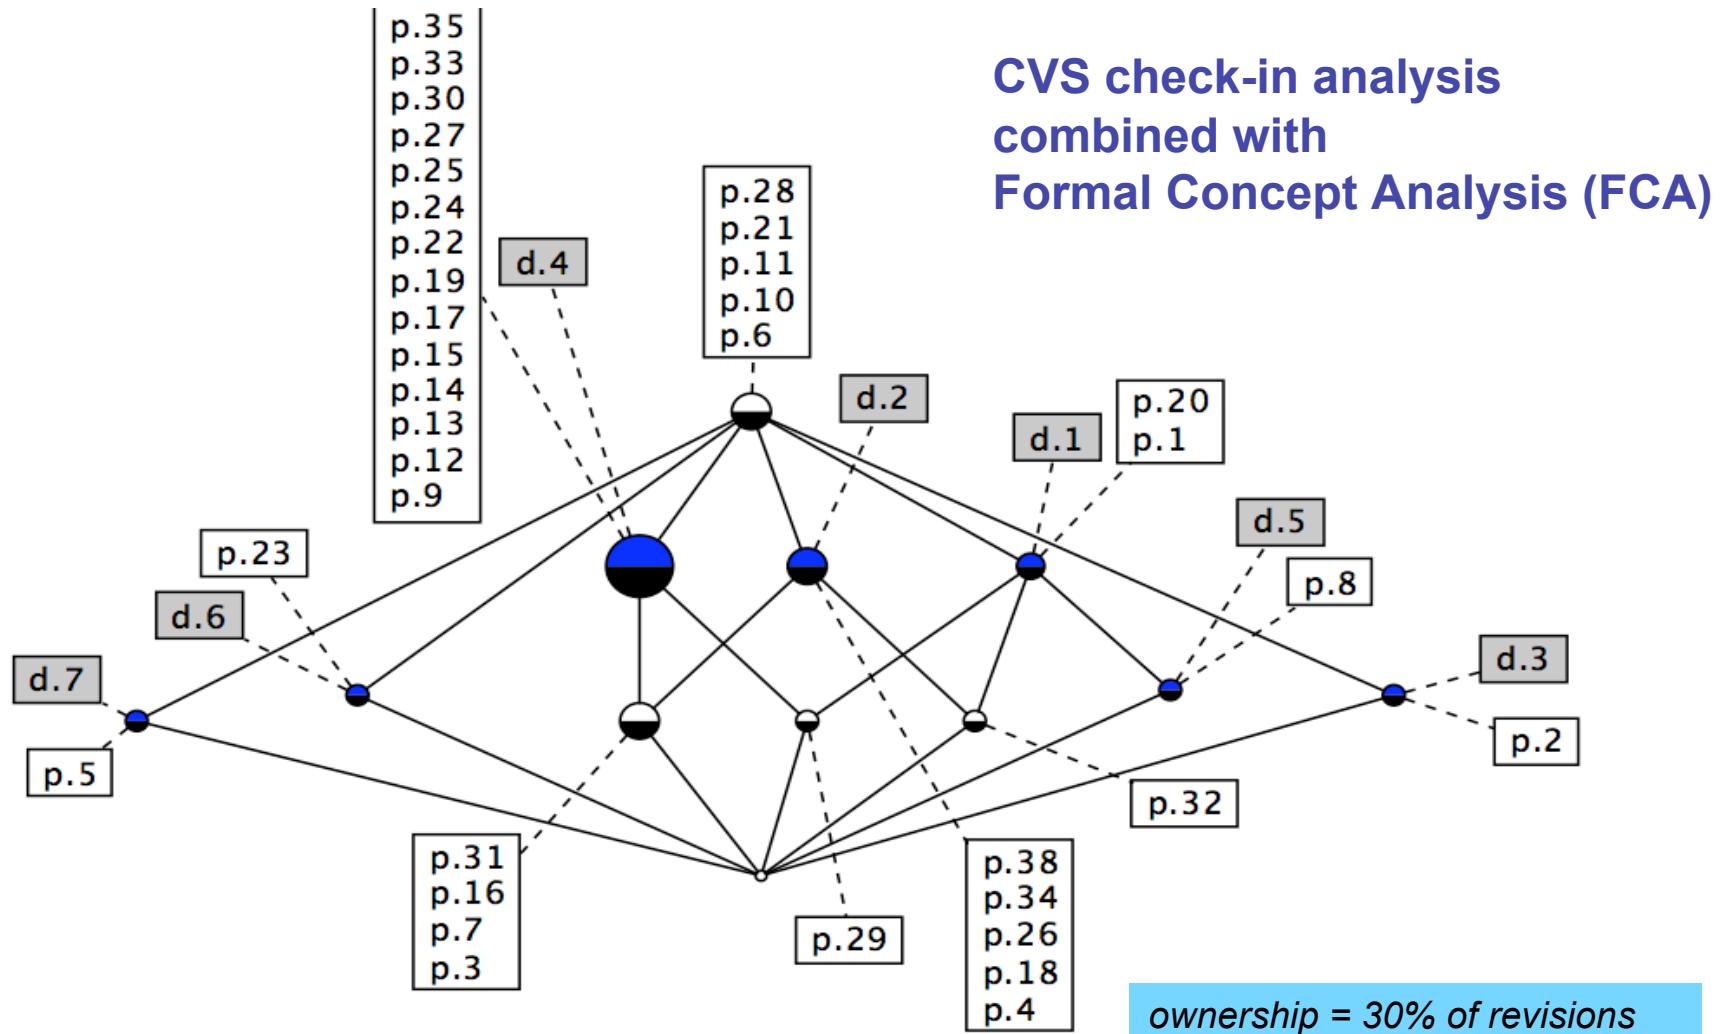 p.35
p.33
p.30
p.27
p.25
p.24
p.22
p.19
p.17
p.15
p.14
p.13
p.12
p.9
CVS check-in analysis
combined with
Formal Concept Analysis (FCA)
p.28
p.21
p.11
p.10
p.6
d.4
d.2
d.1
p.20
p.1
d.5
p.8
p.23
d.6
d.7
p.5
d.3
p.2
p.32
p.31
p.16
p.7
p.3
p.29
p.38
p.34
p.26
p.18
p.4
ownership = 30% of revisions